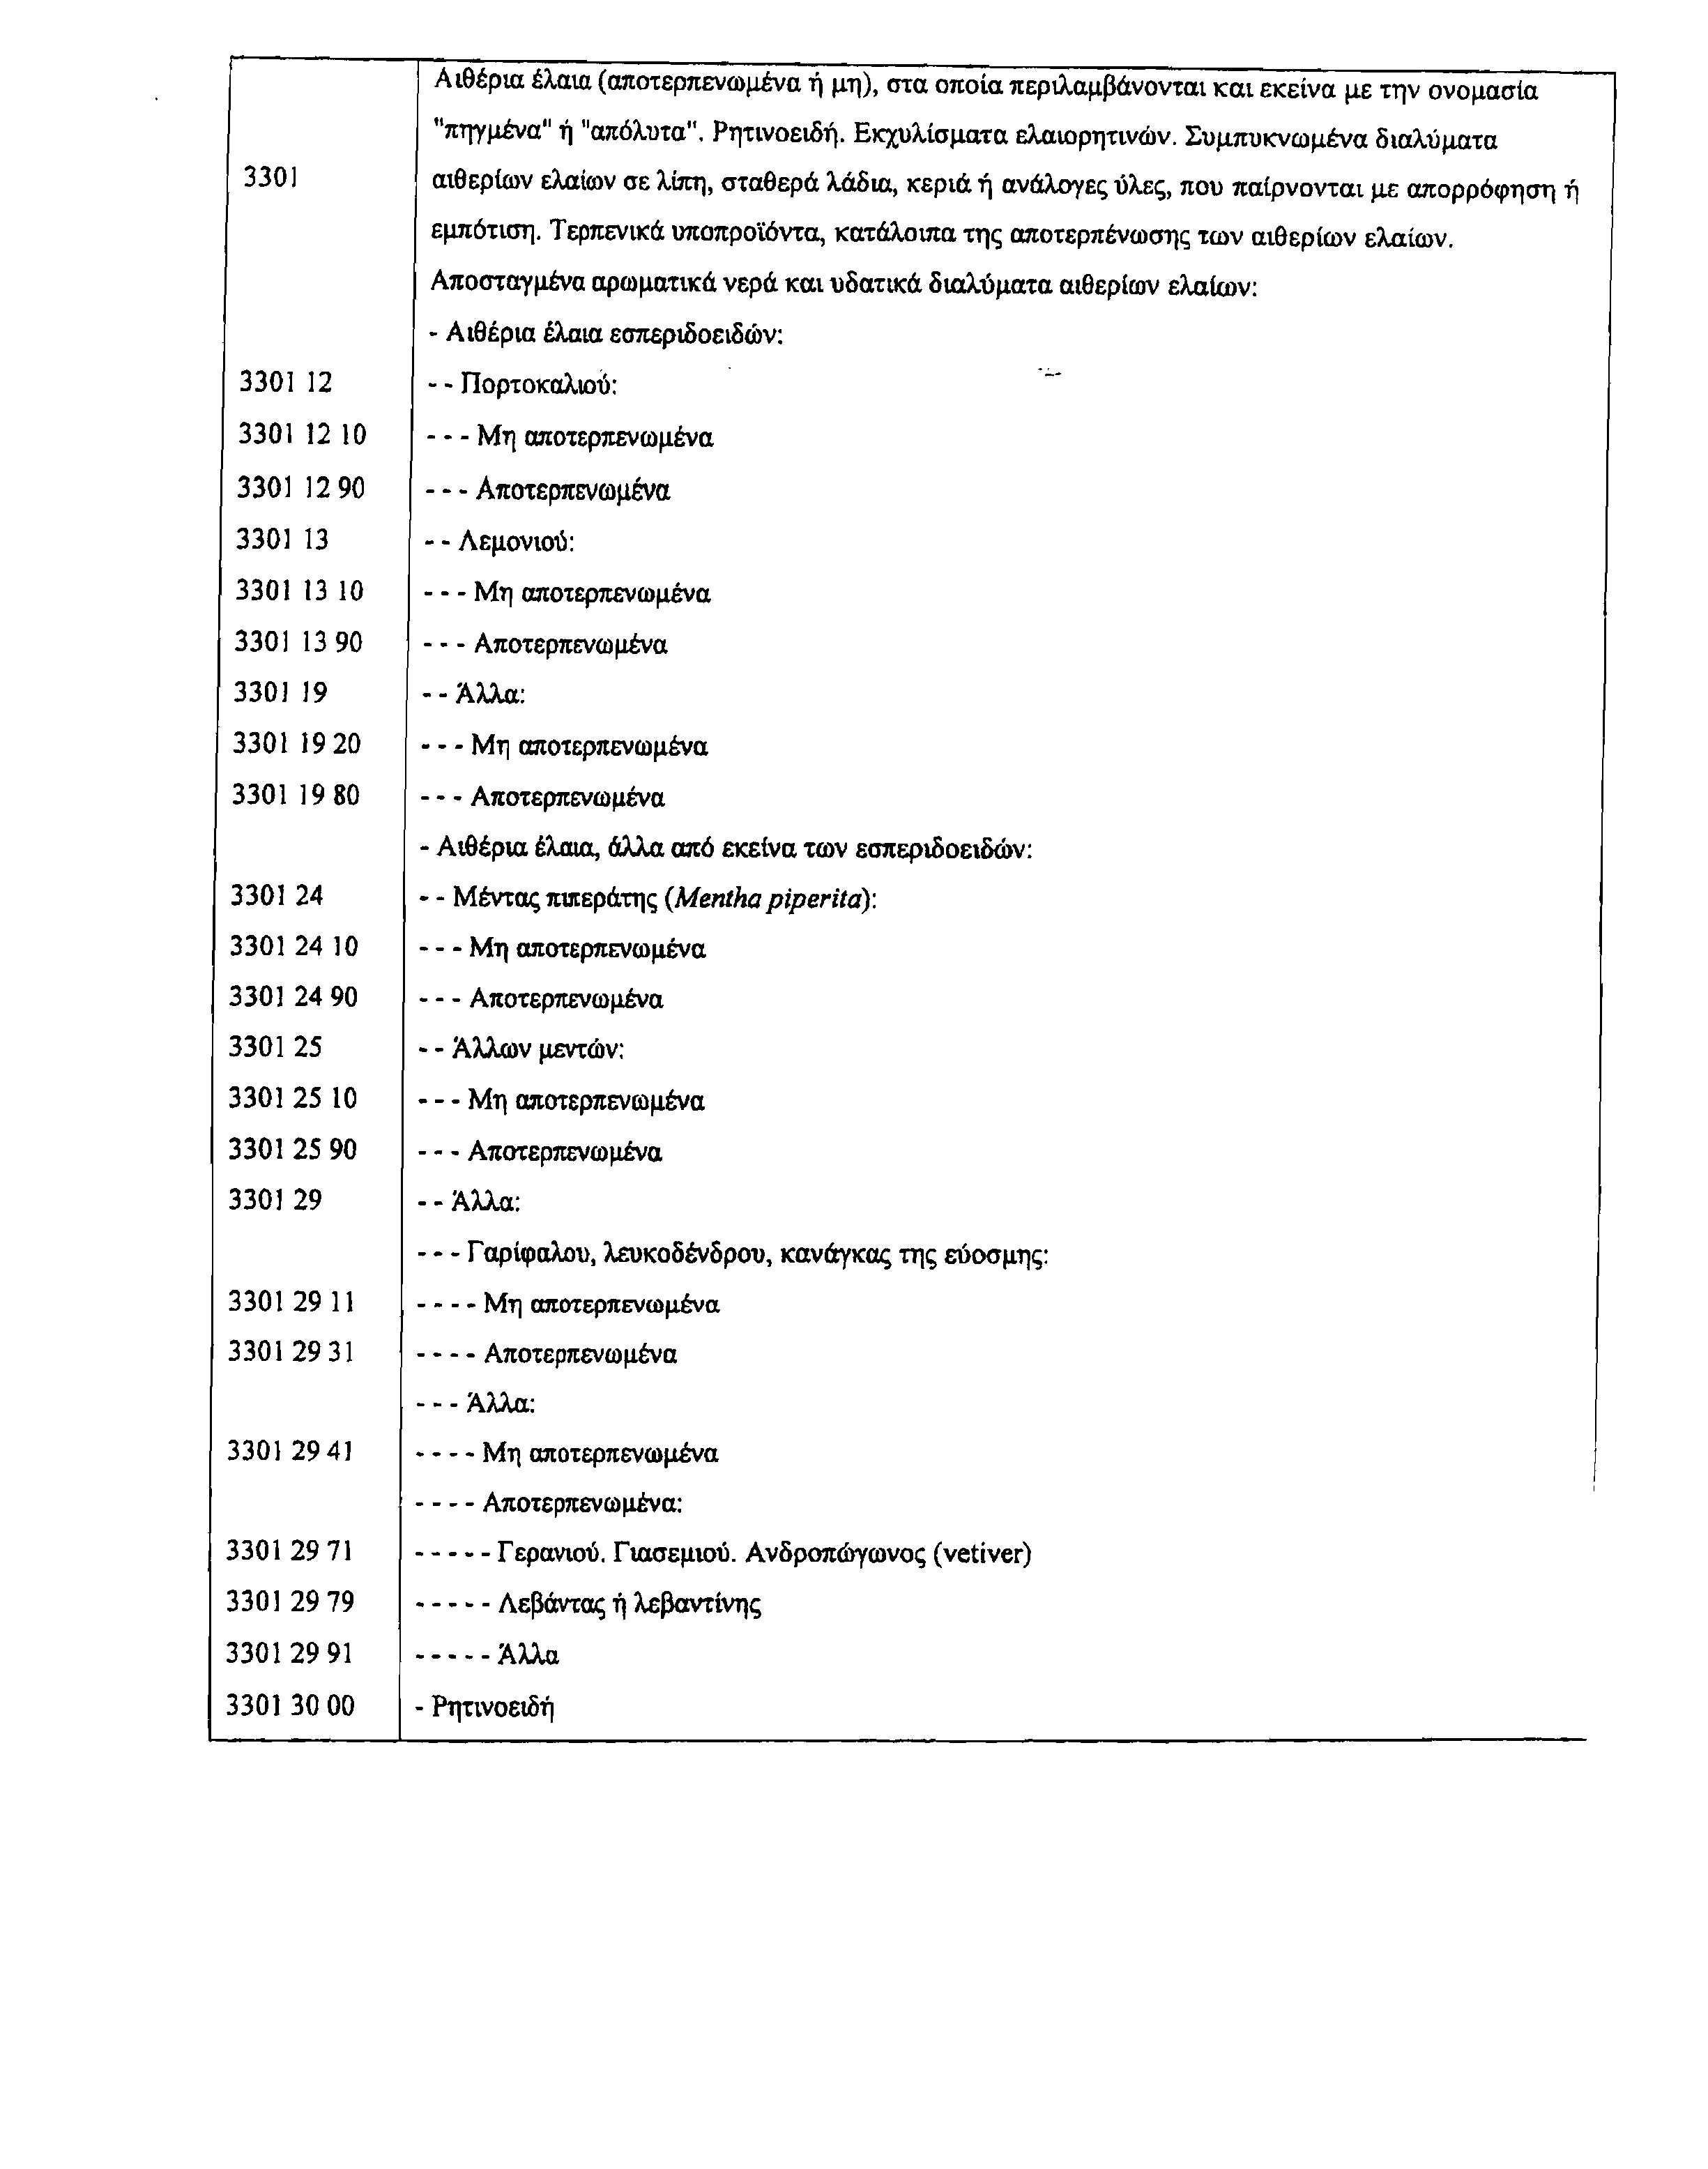 Αιθέρια έλαια (αποτερπενωμένα ή μη), στα οποία περιλαμβάνονται και εκείνα με την ονομασία
"πηγμένα" ή "απόλυτα". Ρητινοειδή. Εκχυλίσματα ελαιορητινών. Συμπυκνωμένα διαλύματα
3301 αιθερίων ελαίων σε λίπη, σταθερά λάδια, κεριά ή ανάλογες ύλες, που παίρνονται με απορρόφηση ή
εμπότιση. Τερπενικά υποπροϊόντα, κατάλοιπα της αποτερπένωσης των αιθερίων ελαίων.
Αποσταγμένα αρωματικά νερά και υδατικά διαλύματα αιθερίων ελαίων:
- Αιθέρια έλαια εσπεριδοειδών:
3301 12 - - Πορτοκαλιού:
3301 12 10 - - - Μη αποτερπενωμένα
3301 12 90 - - - Αποτερπενωμένα
3301 13 - - Λεμονιού:
3301 13 10 - - - Μη αποτερπενωμένα
3301 13 90 - - - Αποτερπενωμένα
3301 19 - - Άλλα:
3301 19 20 - - - Μη αποτερπενωμένα
3301 19 80 - - - Αποτερπενωμένα
- Αιθέρια έλαια, άλλα από εκείνα των εσπεριδοειδών:
3301 24 - - Μέντας πιπεράτης (Mentha piperita):
3301 24 10 - - - Μη αποτερπενωμένα
3301 24 90 - - - Αποτερπενωμένα
3301 25 - - Άλλων μεντών:
3301 25 10 - - - Μη αποτερπενωμένα
3301 25 90 - - - Αποτερπενωμένα
3301 29 - - Άλλα:
- - - Γαρίφαλου, λευκοδένδρου, κανάγκας της εύοσμης:
3301 29 11 - - - - Μη αποτερπενωμένα
3301 29 31 - - - - Αποτερπενωμένα
- - - Άλλα:
3301 29 41 - - - - Μη αποτερπενωμένα
- - - - Αποτερπενωμένα:
3301 29 71 - - - - - Γερανιού. Γιασεμιού. Ανδροπώγωνος (vetiver)
3301 29 79 - - - - - Λεβάντας ή λεβαντίνης
3301 29 91 - - - - - Άλλα
3301 30 00 - Ρητινοειδή